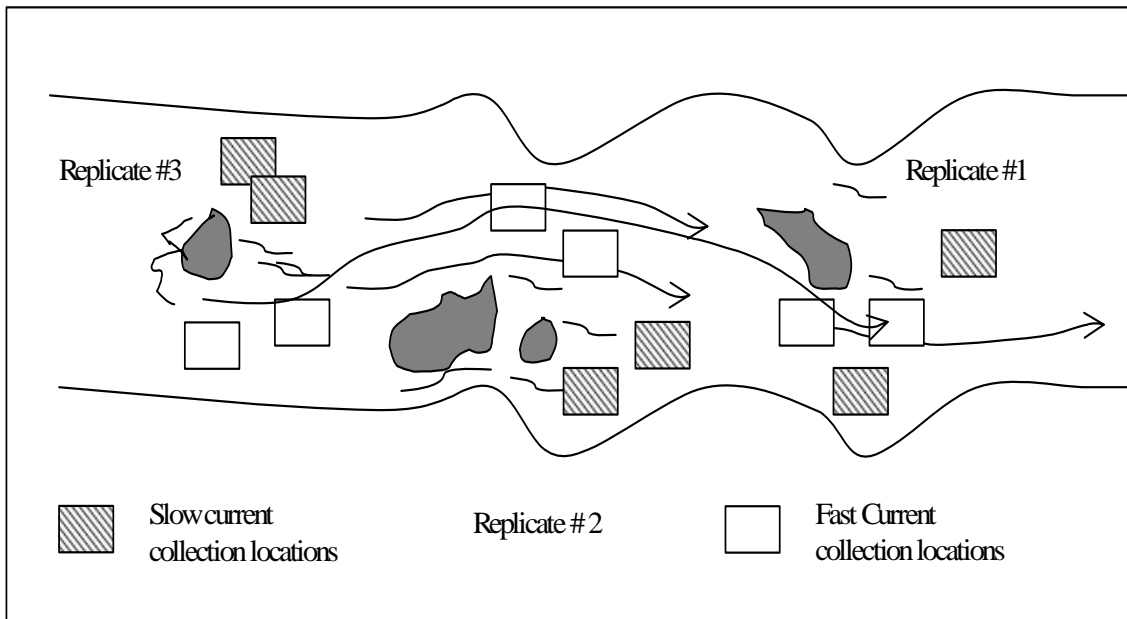 Replicate #3
Replicate #1
Slow current
collection locations
Replicate # 2
Fast Current
collection locations